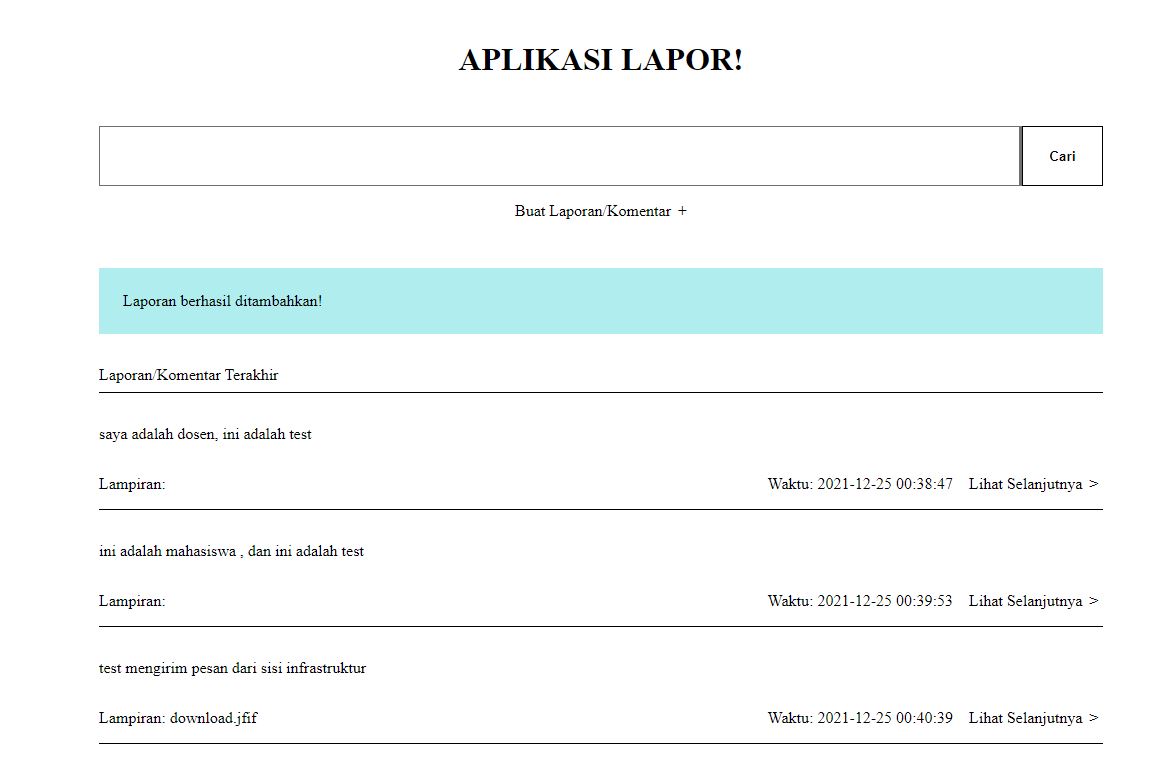 APLIKASI LAPOR!
Cari
Buat Laporan/Komentar +
Laporan berhasil ditambahkan!
Laporan/Komentar Terakhir
saya adalah dosen, ini adalah test
Lampiran: Waktu: 2021-12-25 00:38:47 Lihat Selanjutnya >
ini adalah mahasiswa , dan ini adalah test
Lampiran: Waktu: 2021-12-25 00:39:53 Lihat Selanjutnya >
test mengirim pesan dari sisi infrastruktur
Lampiran: download.jfif Waktu: 2021-12-25 00:40:39 Lihat Selanjutnya >